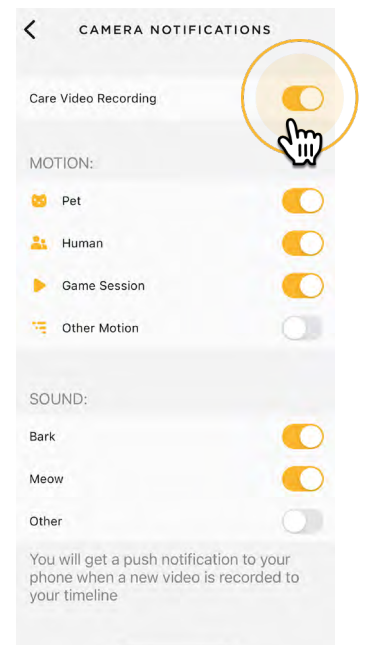 CAMERA NOTIFICATIONS
Care Video Recording
MOTION:
Pet
Human
Game Session
Other Motion
SOUND:
Bark
Meow
Other
You will get a push notification to your
phone when a new video is recorded to
your timeline